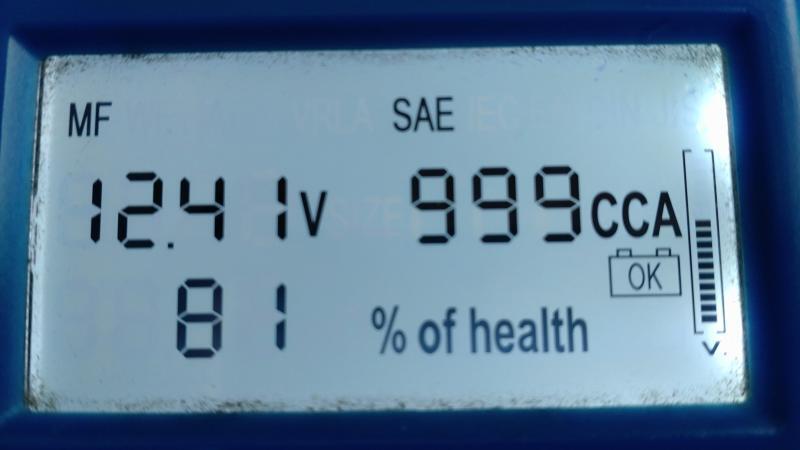 MF SAE
12.41V 999CCA
OK
81 % of health